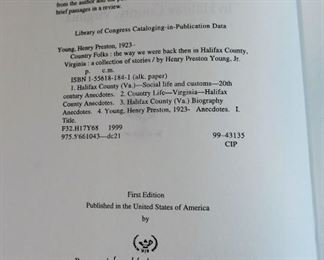 from the author and the p
brief passages in a review.
Library of Congress Cataloging-in-Publication Data
Young, Henry Preston, 1923-
Country Folks : the way we were back then in Halifax County,
Virginia : a collection of stories / by Henry Preston Young, Jr.
p. c.m.
ISBN 1-55618-184-1 (alk. paper)
1. Halifax County (Va.)—Social life and customs—20th
century Anecdotes. 2. Country Life—Virginia—Halifax
County Anecdotes. 3. Halifax County (Va.) Biography
Anecdotes. 4. Young, Henry Preston, 1923- Anecdotes. I.
Title.
F232.H17Y68 1999
975.5'661043—dc21 99-43135
CIP
First Edition
Published in the United States of America
by